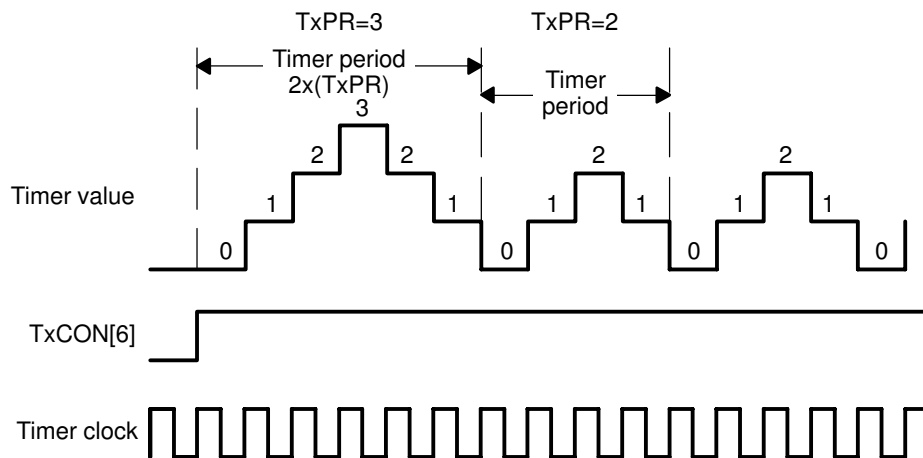 TxPR=3
TxPR=2
Timer period
2x(TxPR)
Timer
period
3
2
2
2
2
Timer value
1
1
1
1
1
1
0
0
0
0
TxCON[6]
Timer clock